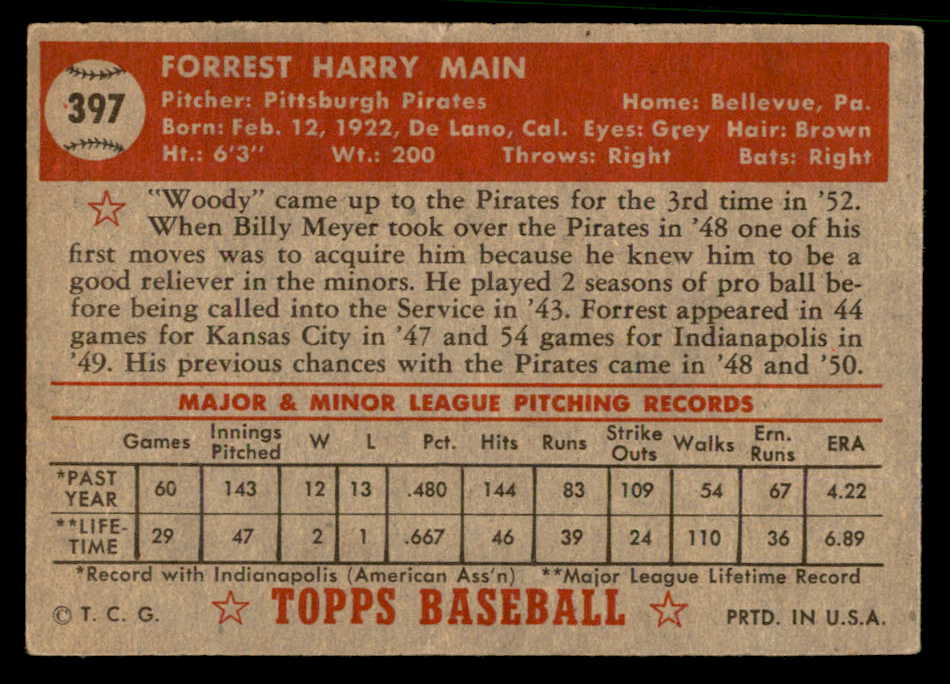 397
FORREST HARRY MAIN
Pitcher: Pittsburgh Pirates Home: Bellevue, Pa.
Born: Feb. 12, 1922, De Lano, Cal. Eyes: Grey Hair: Brown
Ht.: 6'3" Wt.: 200 Throws: Right Bats: Right
"Woody" came up to the Pirates for the 3rd time in '52.
When Billy Meyer took over the Pirates in '48 one of his
first moves was to acquire him because he knew him to be a
good reliever in the minors. He played 2 seasons of pro ball be-
fore being called into the Service in '43. Forrest appeared in 44
games for Kansas City in '47 and 54 games for Indianapolis in
'49. His previous chances with the Pirates came in '48 and '50.
MAJOR & MINOR LEAGUE PITCHING RECORDS
Games Innings Pitched W L Pct. Hits Runs Strike Outs Walks Ern. Runs ERA
*PAST YEAR 60 143 12 13 .480 144 83 109 54 67 4.22
**LIFE-TIME 29 47 2 1 .667 46 39 24 110 36 6.89
*Record with Indianapolis (American Ass'n) **Major League Lifetime Record
© T. C. G. TOPPS BASEBALL PRTD. IN U.S.A.